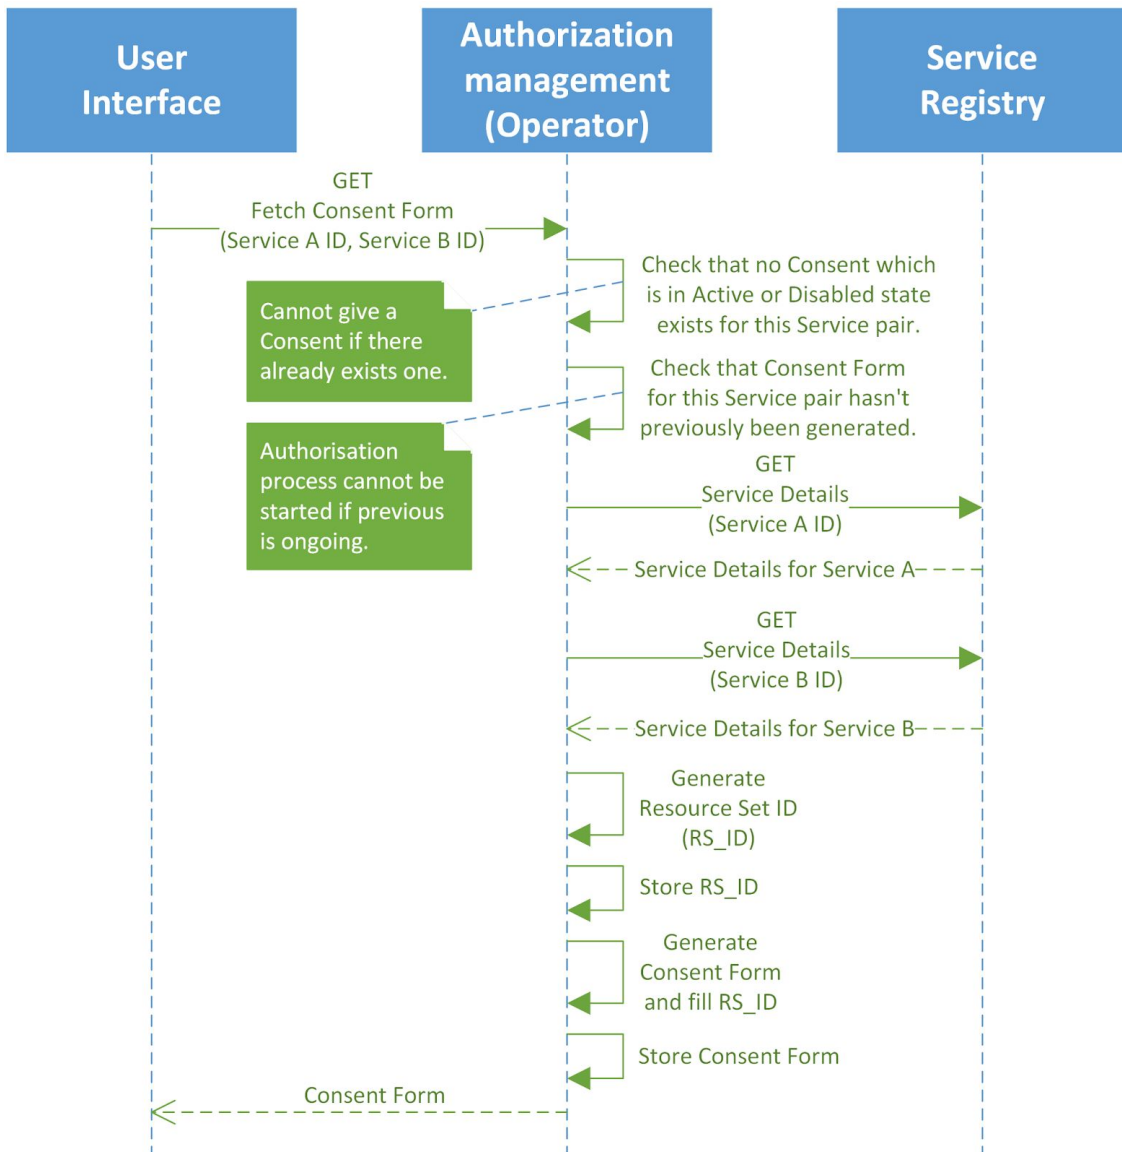 User
Interface
Authorization
management
(Operator)
Service
Registry
GET
Fetch Consent Form
(Service A ID, Service B ID)
Check that no Consent which
is in Active or Disabled state
exists for this Service pair.
Cannot give a
Consent if there
already exists one.
Check that Consent Form
for this Service pair hasn't
previously been generated.
Authorisation
process cannot be
started if previous
is ongoing.
GET
Service Details
(Service A ID)
Service Details for Service A
GET
Service Details
(Service B ID)
Service Details for Service B
Generate
Resource Set ID
(RS_ID)
Store RS_ID
Generate
Consent Form
and fill RS_ID
Store Consent Form
Consent Form